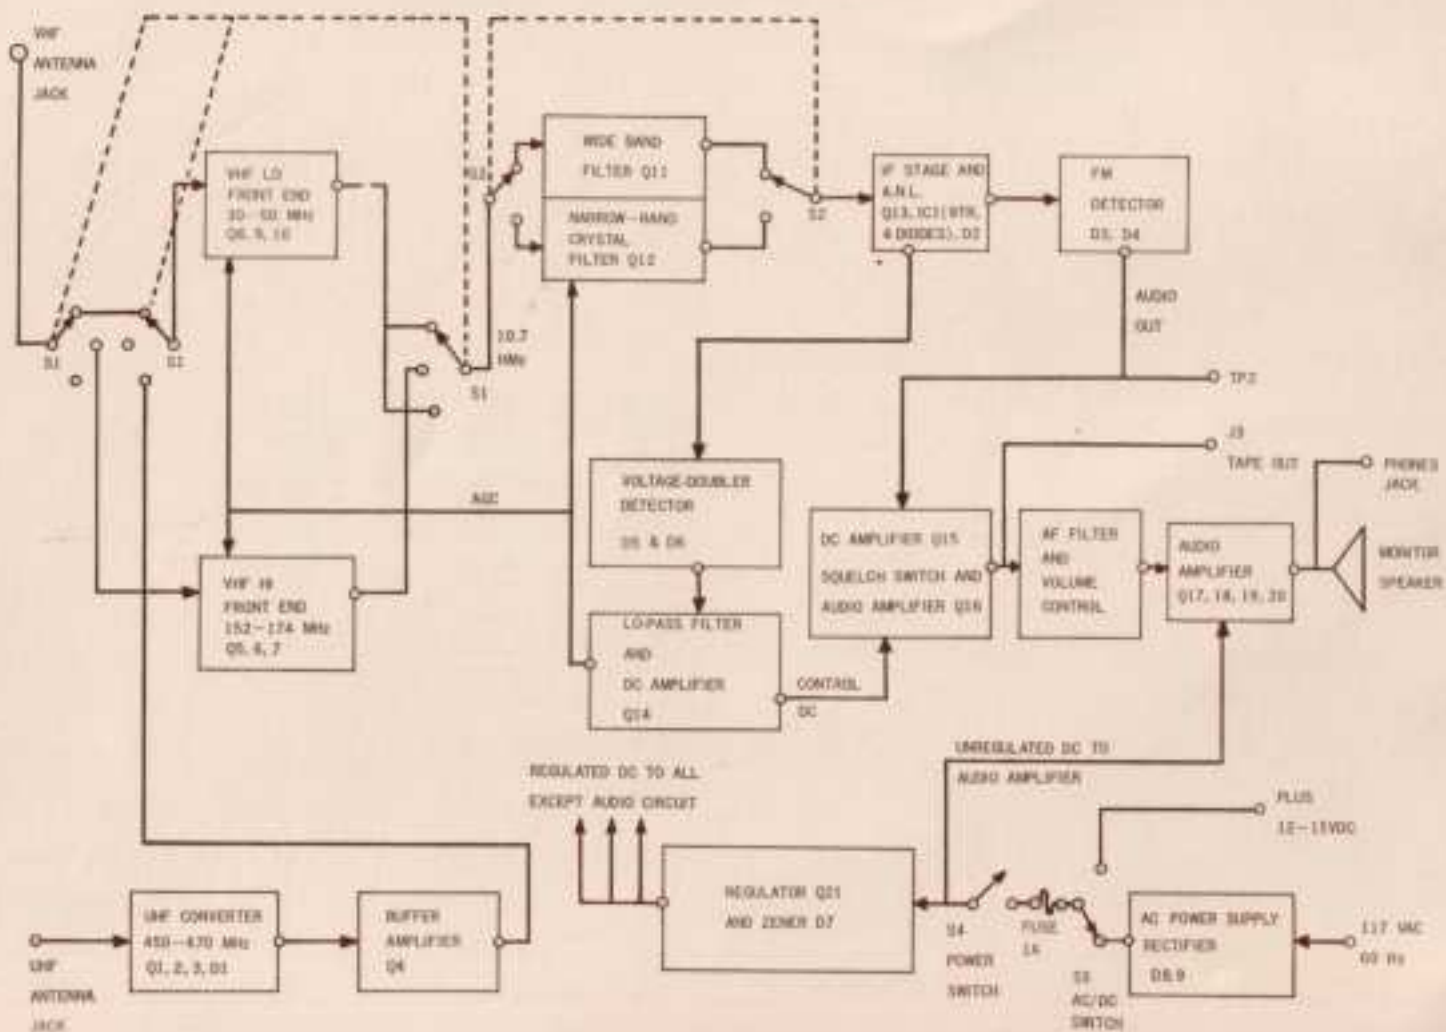 VHF
ANTENNA
JACK
VHF LO
FRONT END
30-50 MHz
Q8, 9, 10
S1
S1
S1
10.7
MHz
S2
WIDE BAND
FILTER Q11
NARROW-BAND
CRYSTAL
FILTER Q12
S2
IF STAGE AND
A.N.L.
Q13, IC1(8TR,
4 DIODES), D2
FM
DETECTOR
D3, D4
AUDIO
OUT
TP2
J3
TAPE OUT
PHONES
JACK
MONITOR
SPEAKER
AGC
VOLTAGE-DOUBLER
DETECTOR
D5 & D6
DC AMPLIFIER Q15
SQUELCH SWITCH AND
AUDIO AMPLIFIER Q16
AF FILTER
AND
VOLUME
CONTROL
AUDIO
AMPLIFIER
Q17, 18, 19, 20
VHF HI
FRONT END
152-174 MHz
Q5, 6, 7
LO-PASS FILTER
AND
DC AMPLIFIER
Q14
CONTROL
DC
UNREGULATED DC TO
AUDIO AMPLIFIER
REGULATED DC TO ALL
EXCEPT AUDIO CIRCUIT
PLUS
12-15VDC
UHF CONVERTER
450-470 MHz
Q1, 2, 3, D1
BUFFER
AMPLIFIER
Q4
REGULATOR Q21
AND ZENER D7
S4
POWER
SWITCH
FUSE
1A
AC/DC
SWITCH
AC POWER SUPPLY
RECTIFIER
D8, 9
117 VAC
60 Hz
UHF
ANTENNA
JACK